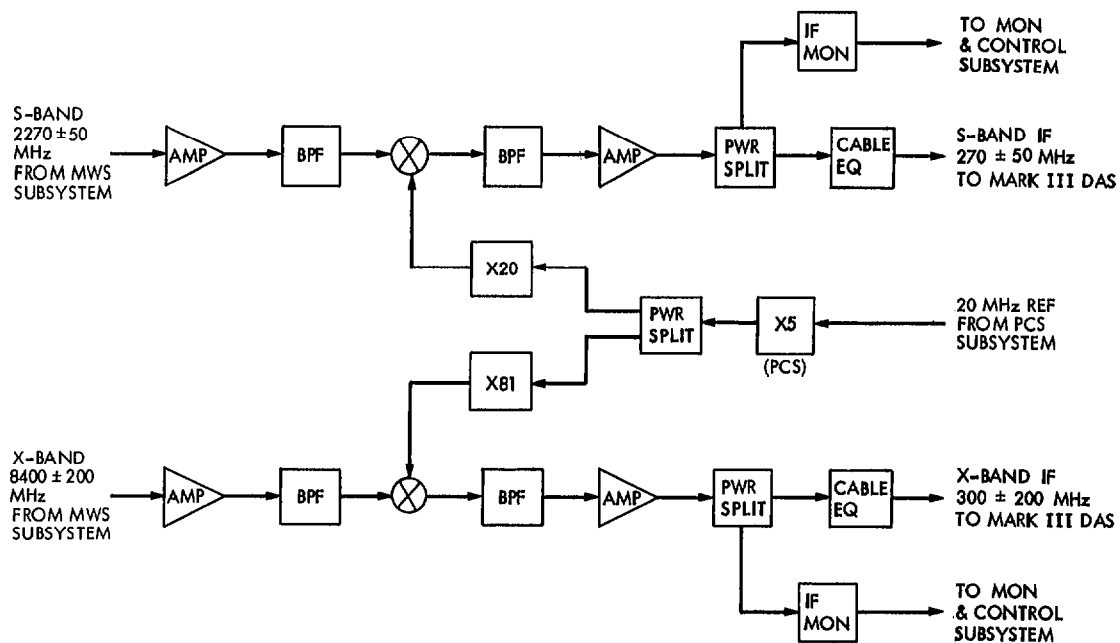 IF
MON
TO MON
& CONTROL
SUBSYSTEM
S-BAND
2270 ± 50
MHz
FROM MWS
SUBSYSTEM
AMP
BPF
BPF
AMP
PWR
SPLIT
CABLE
EQ
S-BAND IF
270 ± 50 MHz
TO MARK III DAS
X20
PWR
SPLIT
X5
(PCS)
20 MHz REF
FROM PCS
SUBSYSTEM
X81
X-BAND
8400 ± 200
MHz
FROM MWS
SUBSYSTEM
AMP
BPF
BPF
AMP
PWR
SPLIT
CABLE
EQ
X-BAND IF
300 ± 200 MHz
TO MARK III DAS
IF
MON
TO MON
& CONTROL
SUBSYSTEM